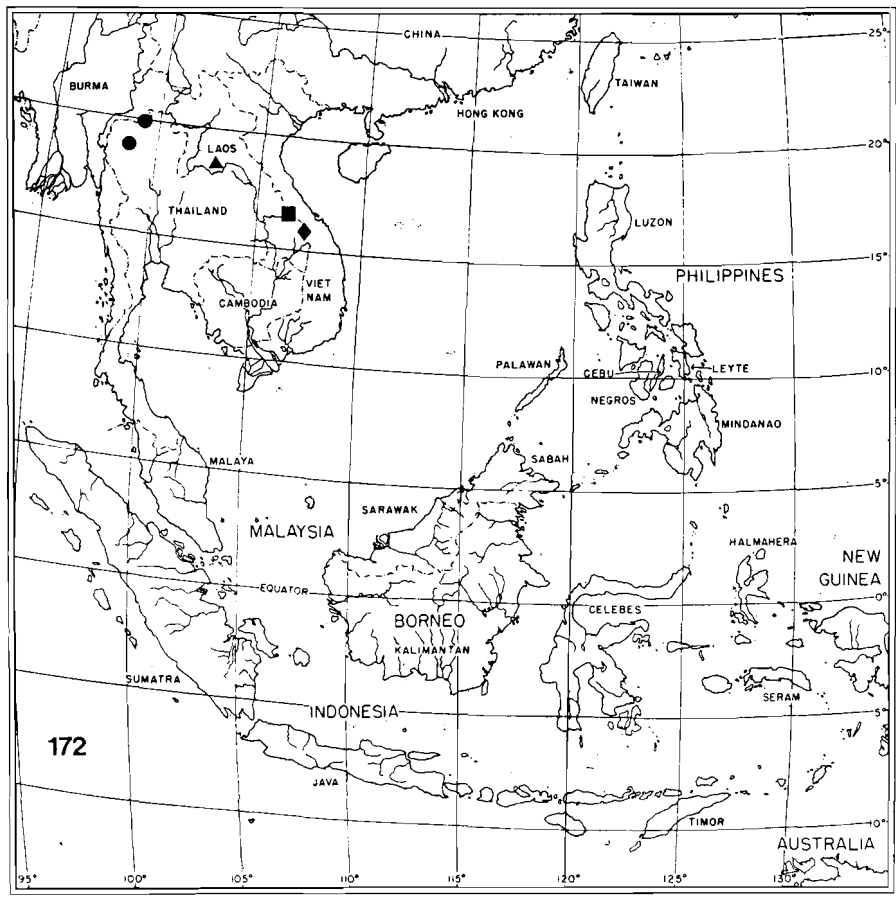 CHINA
25°
BURMA
TAIWAN
HONG KONG
20°
LAOS
THAILAND
LUZON
15°
PHILIPPINES
VIET
NAM
CAMBODIA
PALAWAN
CEBU
LEYTE
10°
NEGROS
MINDANAO
SABAH
MALAYA
5°
SARAWAK
MALAYSIA
HALMAHERA
NEW
GUINEA
EQUATOR
0°
BORNEO
CELEBES
KALIMANTAN
SUMATRA
SERAM
INDONESIA
5°
172
JAVA
TIMOR
10°
AUSTRALIA
95°
100°
105°
110°
115°
120°
125°
130°